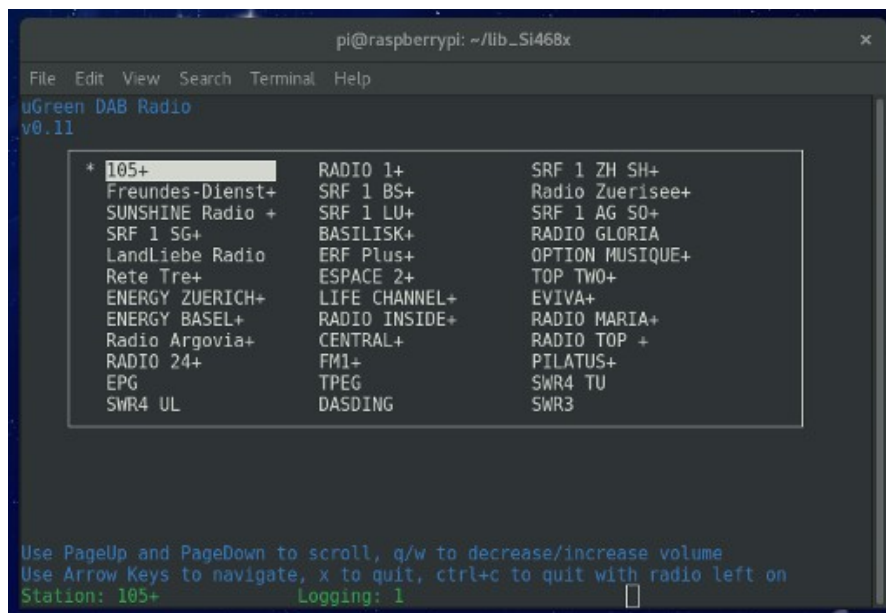 pi@raspberrypi: ~/lib_Si468x ×
File Edit View Search Terminal Help
uGreen DAB Radio
v0.11
* 105+ RADIO 1+ SRF 1 ZH SH+
Freundes-Dienst+ SRF 1 BS+ Radio Zuerisee+
SUNSHINE Radio + SRF 1 LU+ SRF 1 AG SO+
SRF 1 SG+ BASILISK+ RADIO GLORIA
LandLiebe Radio ERF Plus+ OPTION MUSIQUE+
Rete Tre+ ESPACE 2+ TOP TWO+
ENERGY ZUERICH+ LIFE CHANNEL+ EVIVA+
ENERGY BASEL+ RADIO INSIDE+ RADIO MARIA+
Radio Argovia+ CENTRAL+ RADIO TOP +
RADIO 24+ FM1+ PILATUS+
EPG TPEG SWR4 TU
SWR4 UL DASDING SWR3
Use PageUp and PageDown to scroll, q/w to decrease/increase volume
Use Arrow Keys to navigate, x to quit, ctrl+c to quit with radio left on
Station: 105+ Logging: 1